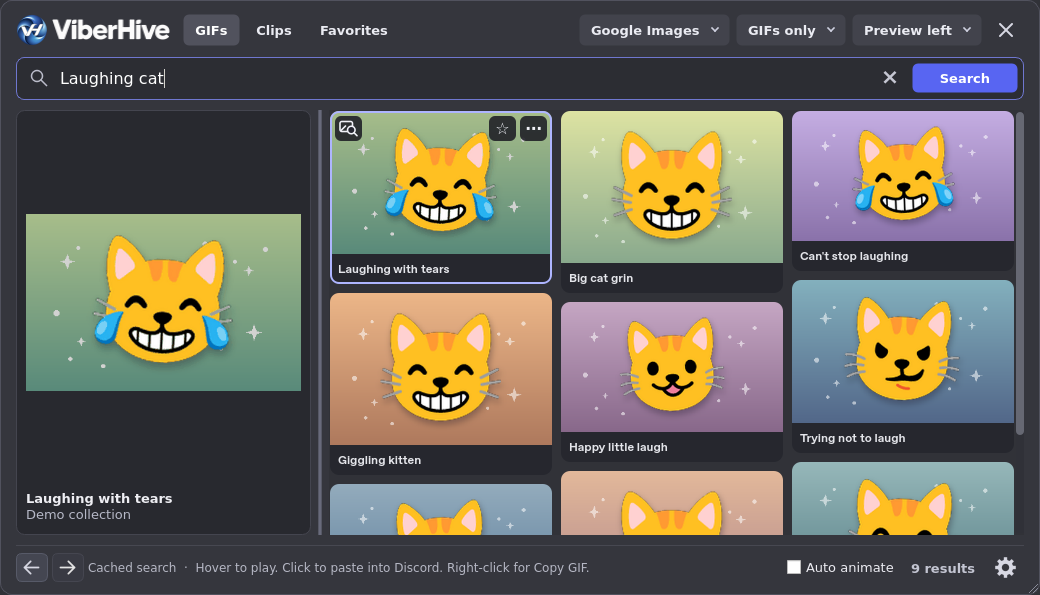 ViberHive
GIFs
Clips
Favorites
Google Images
GIFs only
Preview left
Laughing cat
Search
Laughing with tears
Big cat grin
Can't stop laughing
Giggling kitten
Happy little laugh
Trying not to laugh
Laughing with tears
Demo collection
Cached search · Hover to play. Click to paste into Discord. Right-click for Copy GIF.
Auto animate
9 results